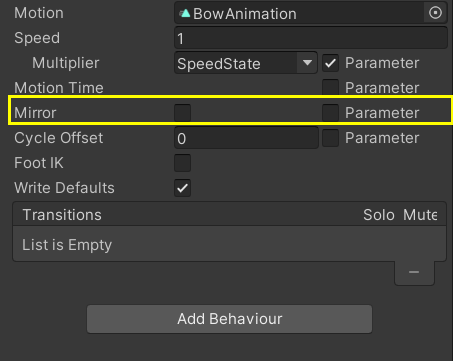 Motion BowAnimation
Speed 1
Multiplier SpeedState Parameter
Motion Time Parameter
Mirror Parameter
Cycle Offset 0 Parameter
Foot IK
Write Defaults
Transitions Solo Mute
List is Empty
Add Behaviour